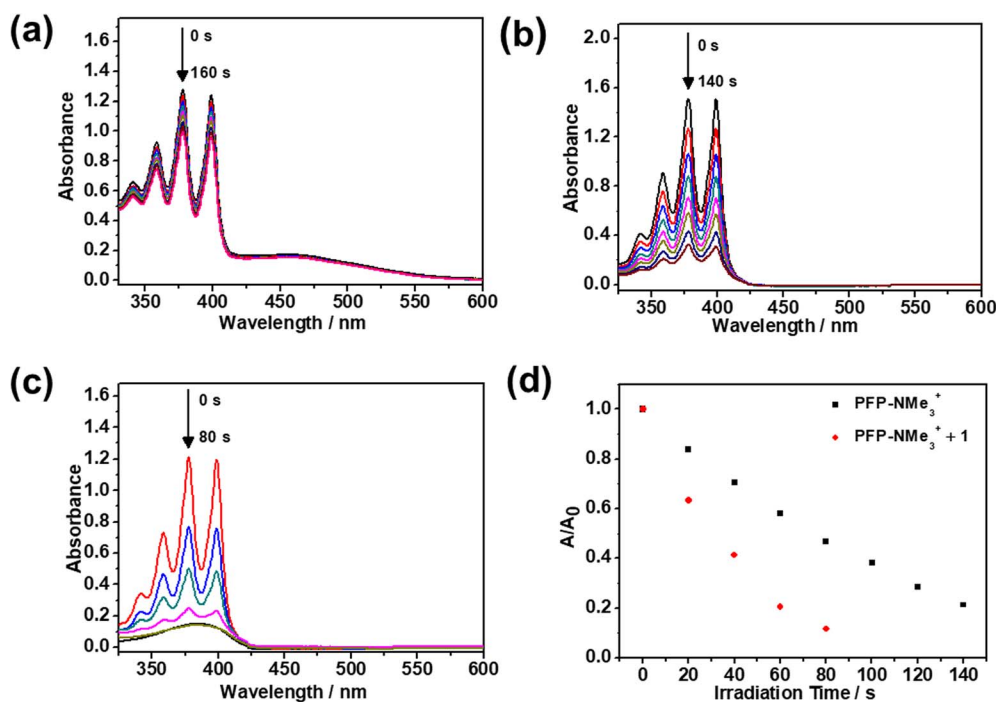 (a)
1.6
1.4
1.2
1.0
0.8
0.6
0.4
0.2
0.0
Absorbance
0 s
160 s
350 400 450 500 550 600
Wavelength / nm
(b)
2.0
1.6
1.2
0.8
0.4
0.0
Absorbance
0 s
140 s
350 400 450 500 550 600
Wavelength / nm
(c)
1.6
1.4
1.2
1.0
0.8
0.6
0.4
0.2
0.0
Absorbance
0 s
80 s
350 400 450 500 550 600
Wavelength / nm
(d)
1.0
0.8
0.6
0.4
0.2
0.0
A/A₀
PFP-NMe₃⁺
PFP-NMe₃⁺ + 1
0 20 40 60 80 100 120 140
Irradiation Time / s